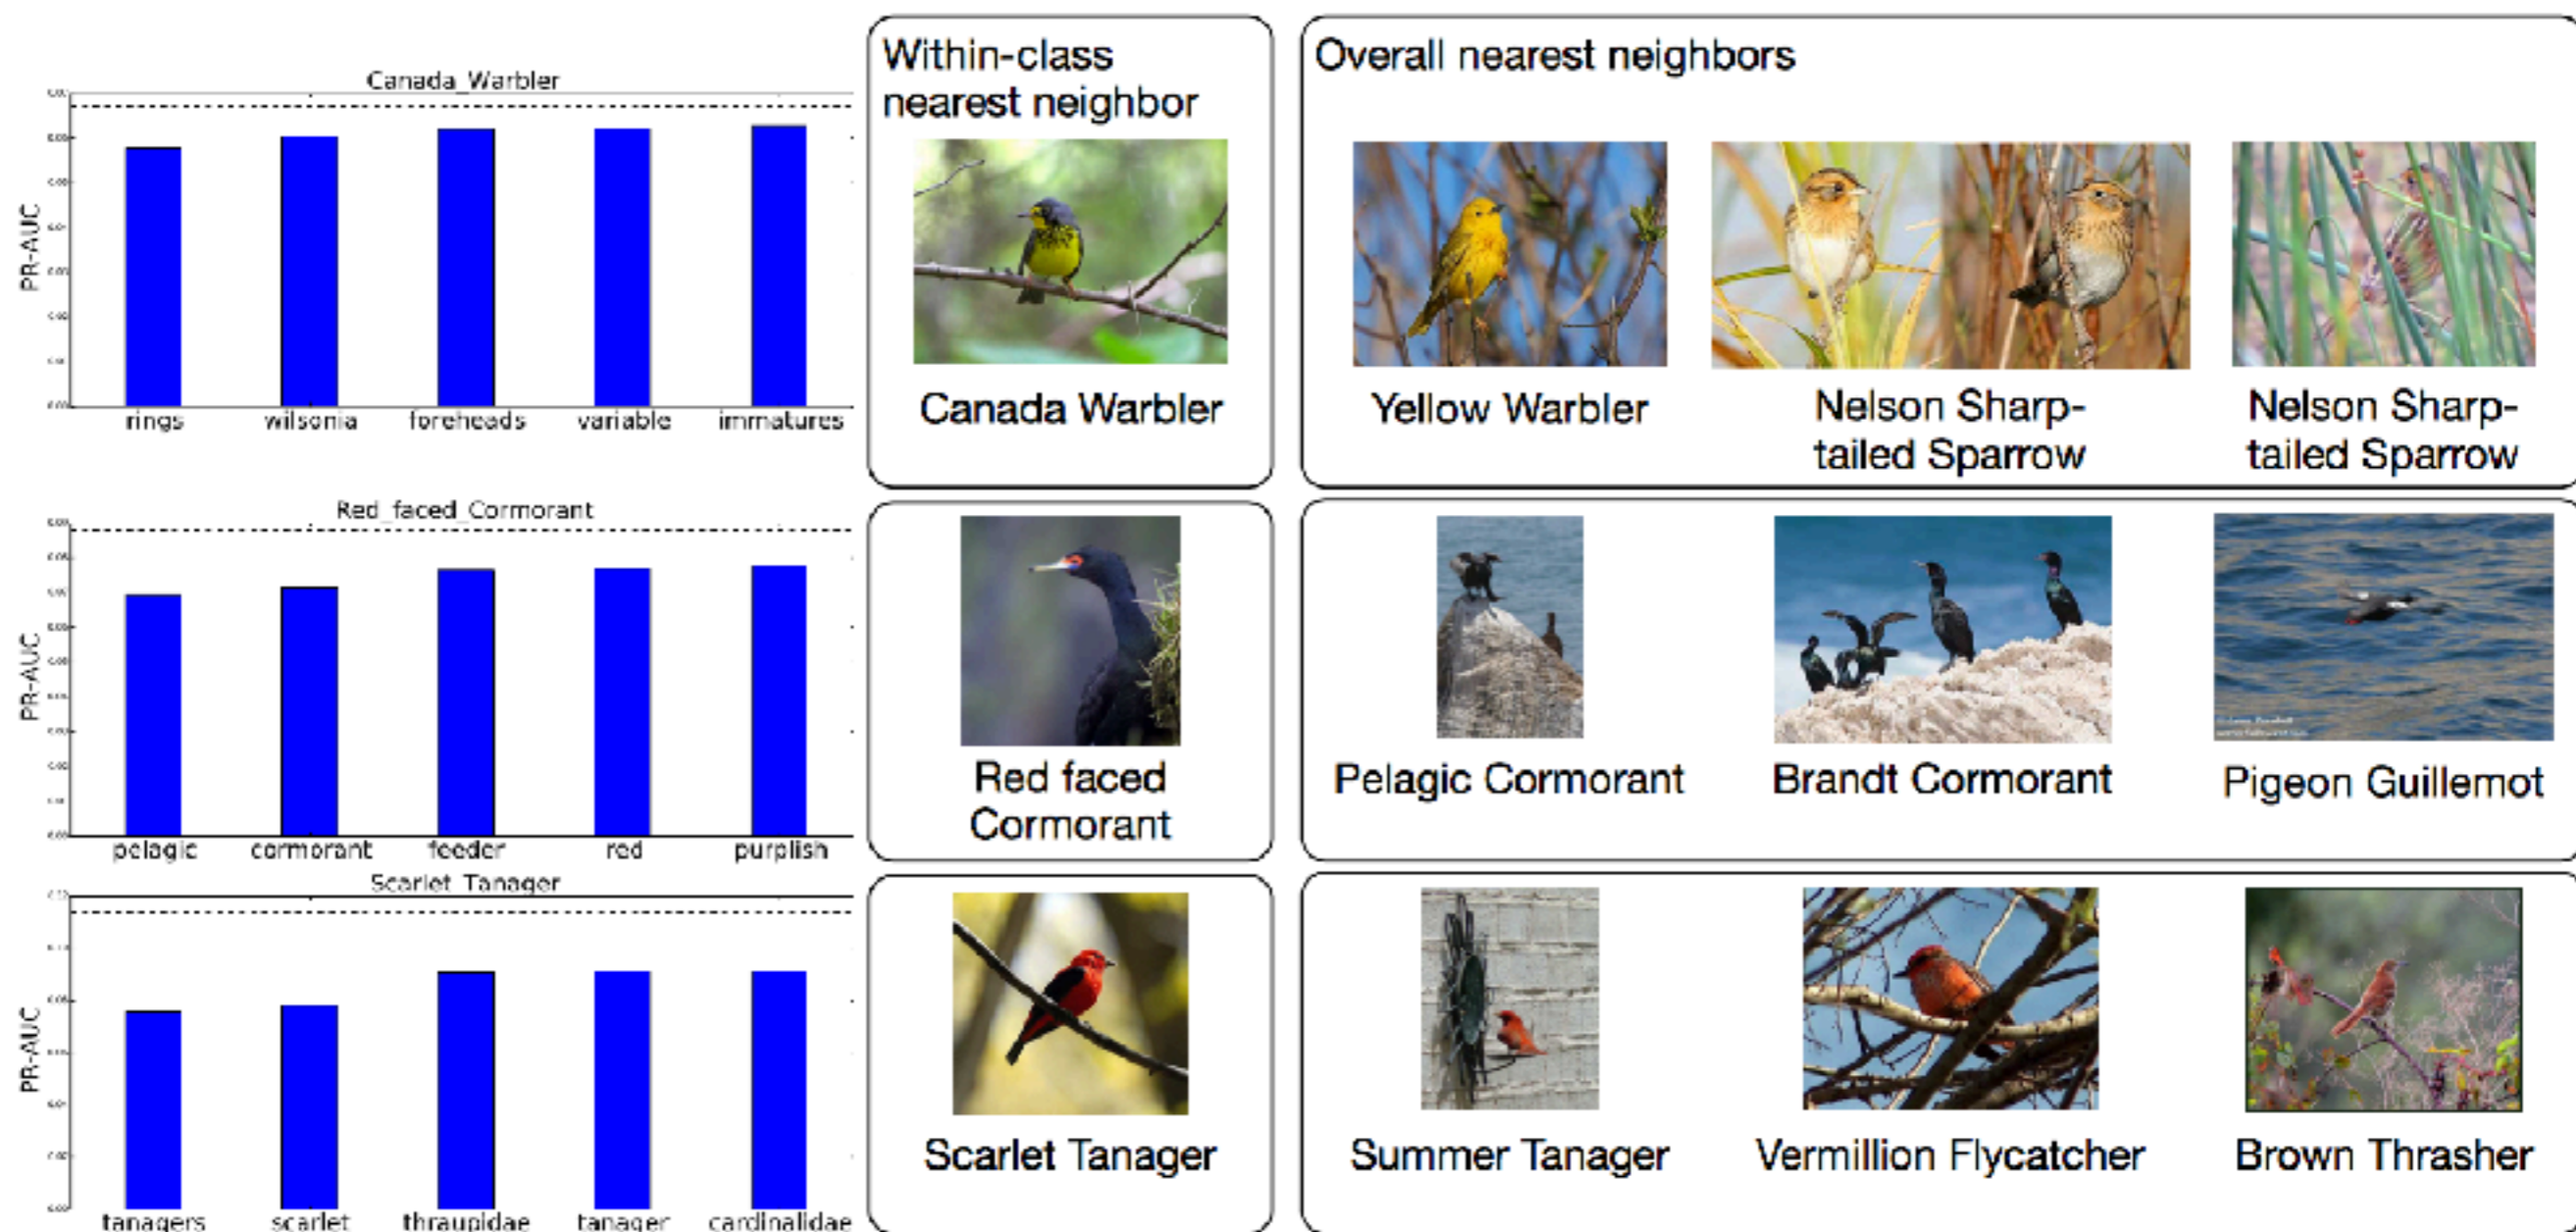 Canada_Warbler
PR-AUC
rings wilsonia foreheads variable immatures
Within-class
nearest neighbor
Canada Warbler
Overall nearest neighbors
Yellow Warbler
Nelson Sharp-
tailed Sparrow
Nelson Sharp-
tailed Sparrow
Red_faced_Cormorant
PR-AUC
pelagic cormorant feeder red purplish
Red faced
Cormorant
Pelagic Cormorant
Brandt Cormorant
Pigeon Guillemot
Scarlet_Tanager
PR-AUC
tanagers scarlet thraupidae tanager cardinalidae
Scarlet Tanager
Summer Tanager
Vermillion Flycatcher
Brown Thrasher